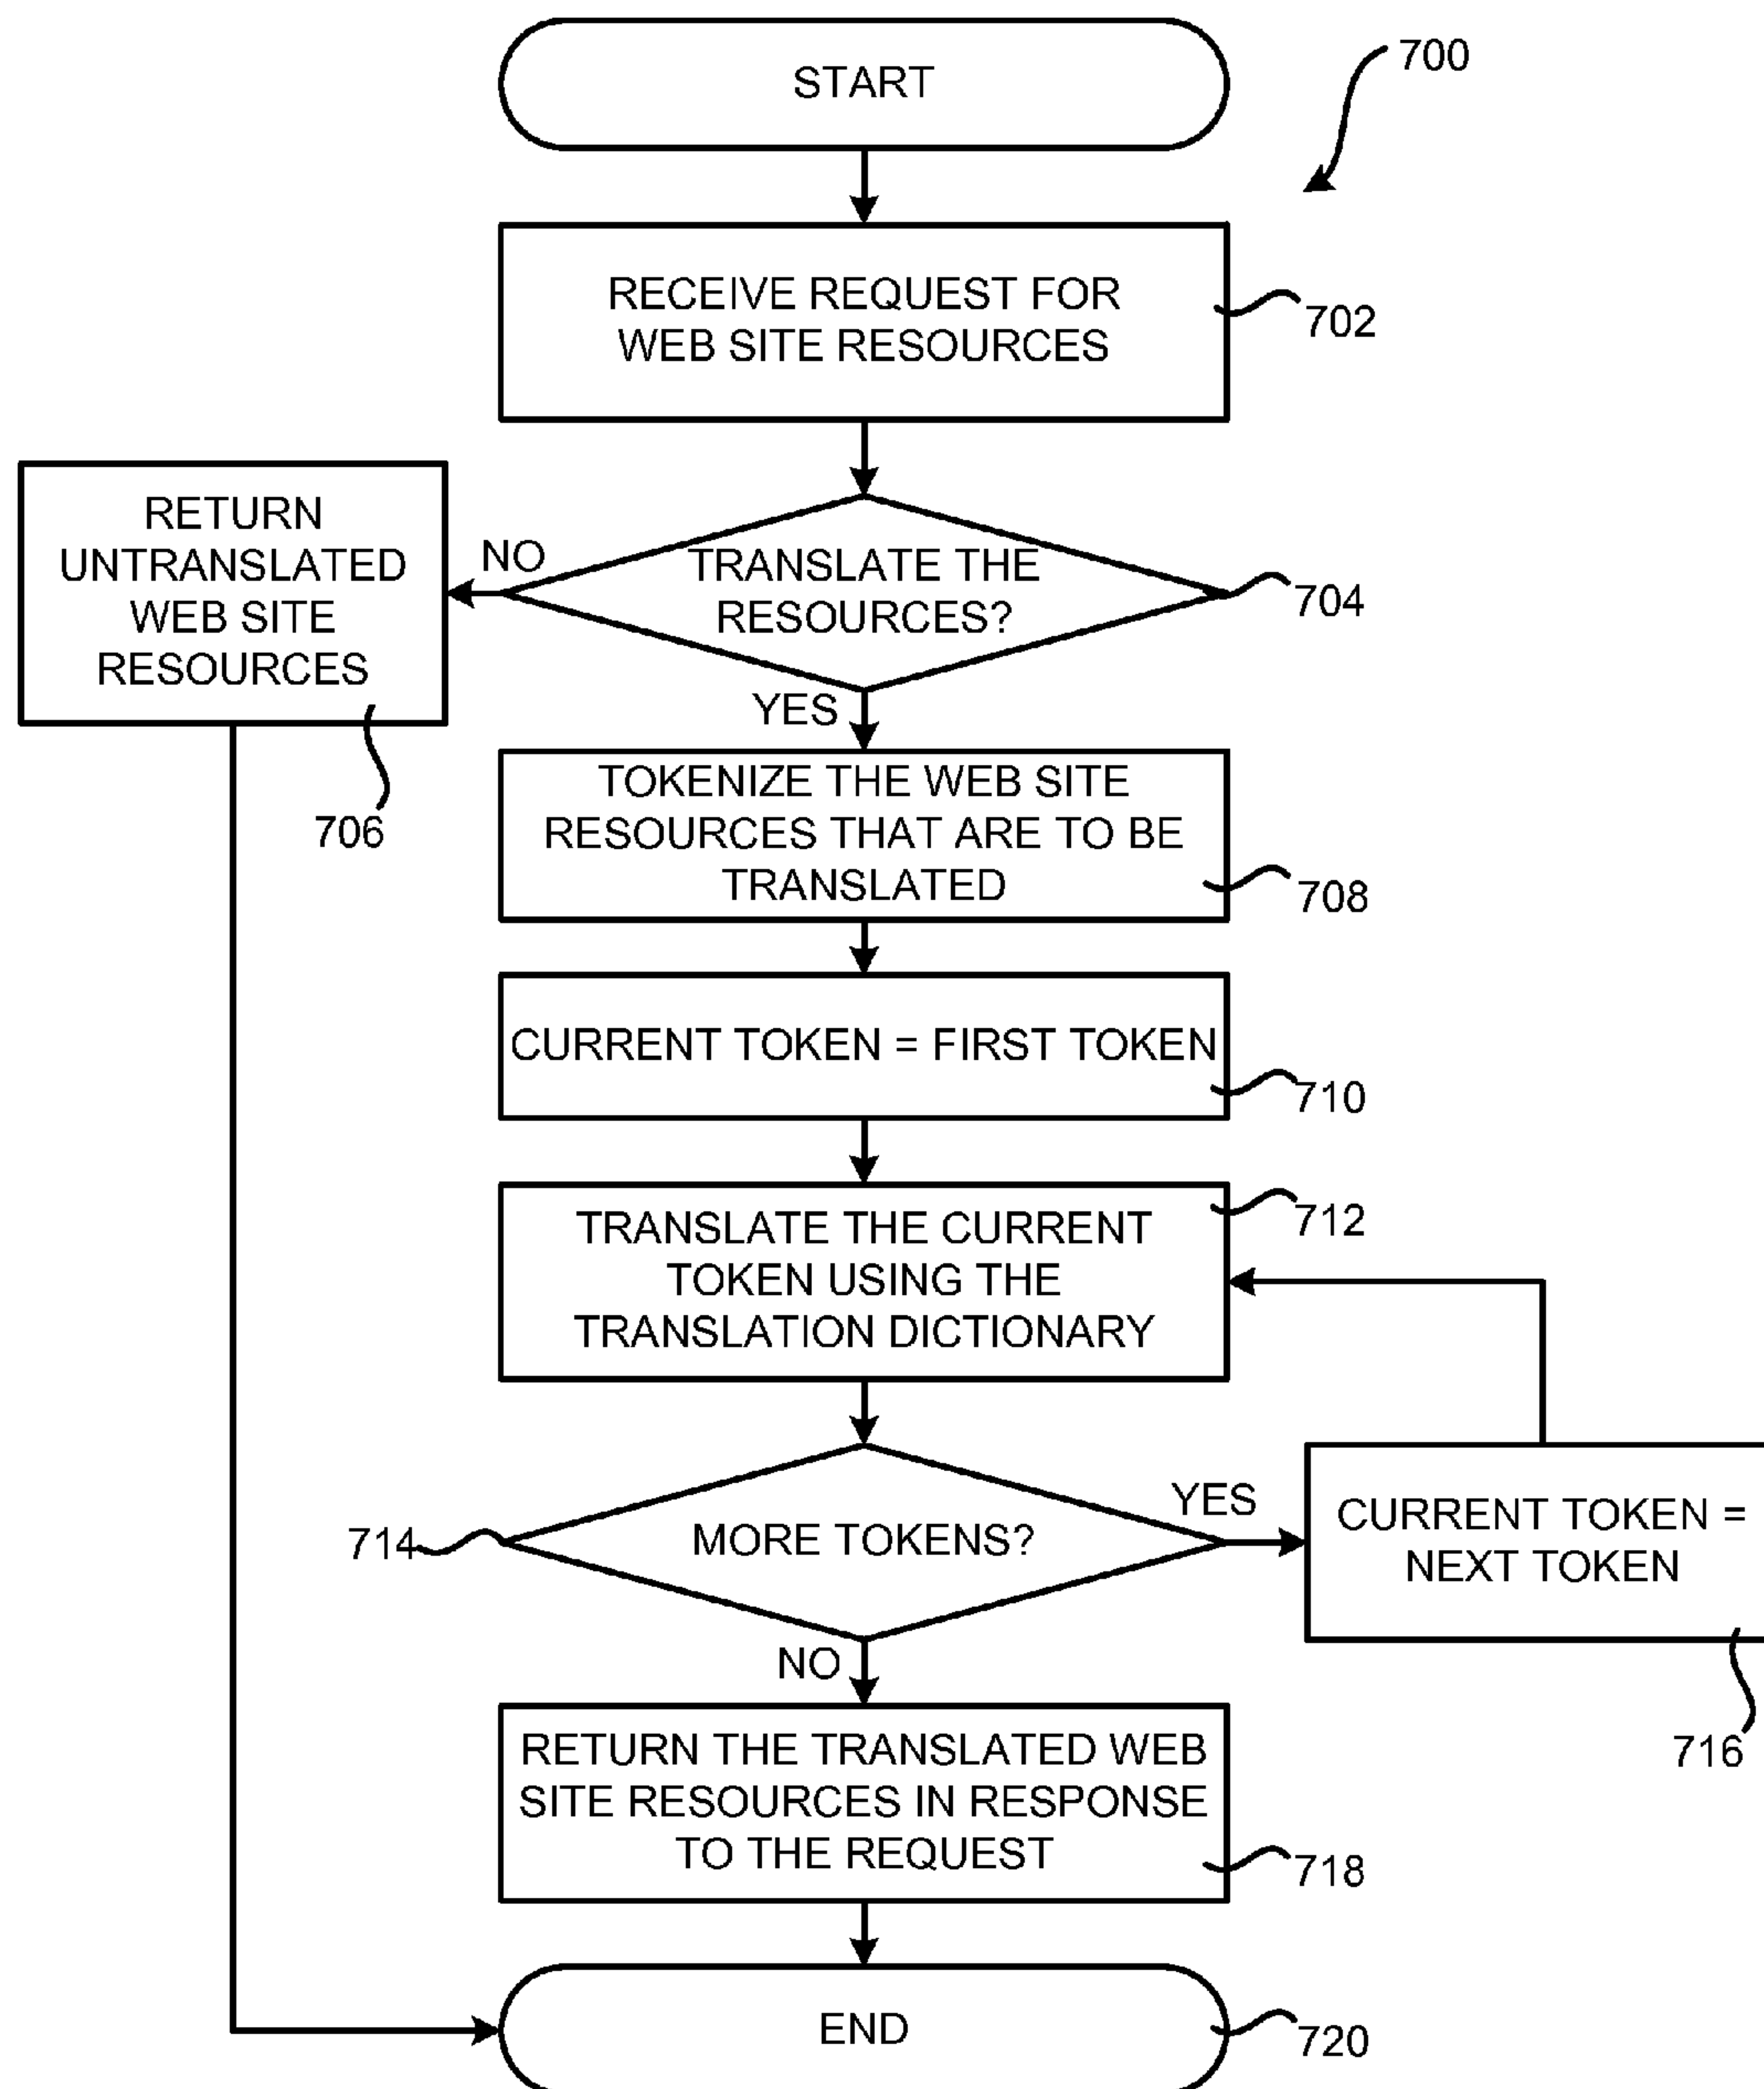 START
700
RECEIVE REQUEST FOR
WEB SITE RESOURCES
702
RETURN
UNTRANSLATED
WEB SITE
RESOURCES
706
NO
TRANSLATE THE
RESOURCES?
704
YES
TOKENIZE THE WEB SITE
RESOURCES THAT ARE TO BE
TRANSLATED
708
CURRENT TOKEN = FIRST TOKEN
710
TRANSLATE THE CURRENT
TOKEN USING THE
TRANSLATION DICTIONARY
712
714
MORE TOKENS?
YES
CURRENT TOKEN =
NEXT TOKEN
716
NO
RETURN THE TRANSLATED WEB
SITE RESOURCES IN RESPONSE
TO THE REQUEST
718
END
720